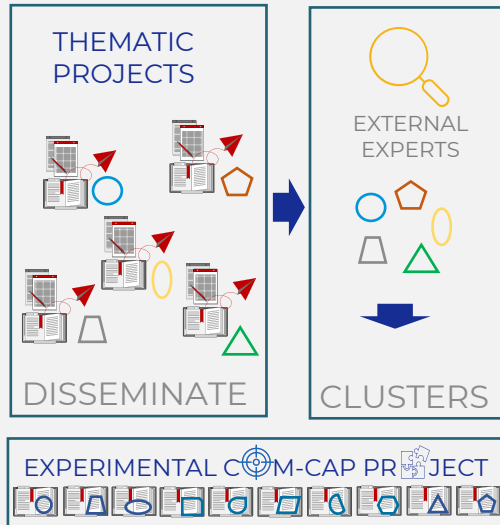 THEMATIC
PROJECTS
DISSEMINATE
EXTERNAL
EXPERTS
CLUSTERS
EXPERIMENTAL COM-CAP PROJECT